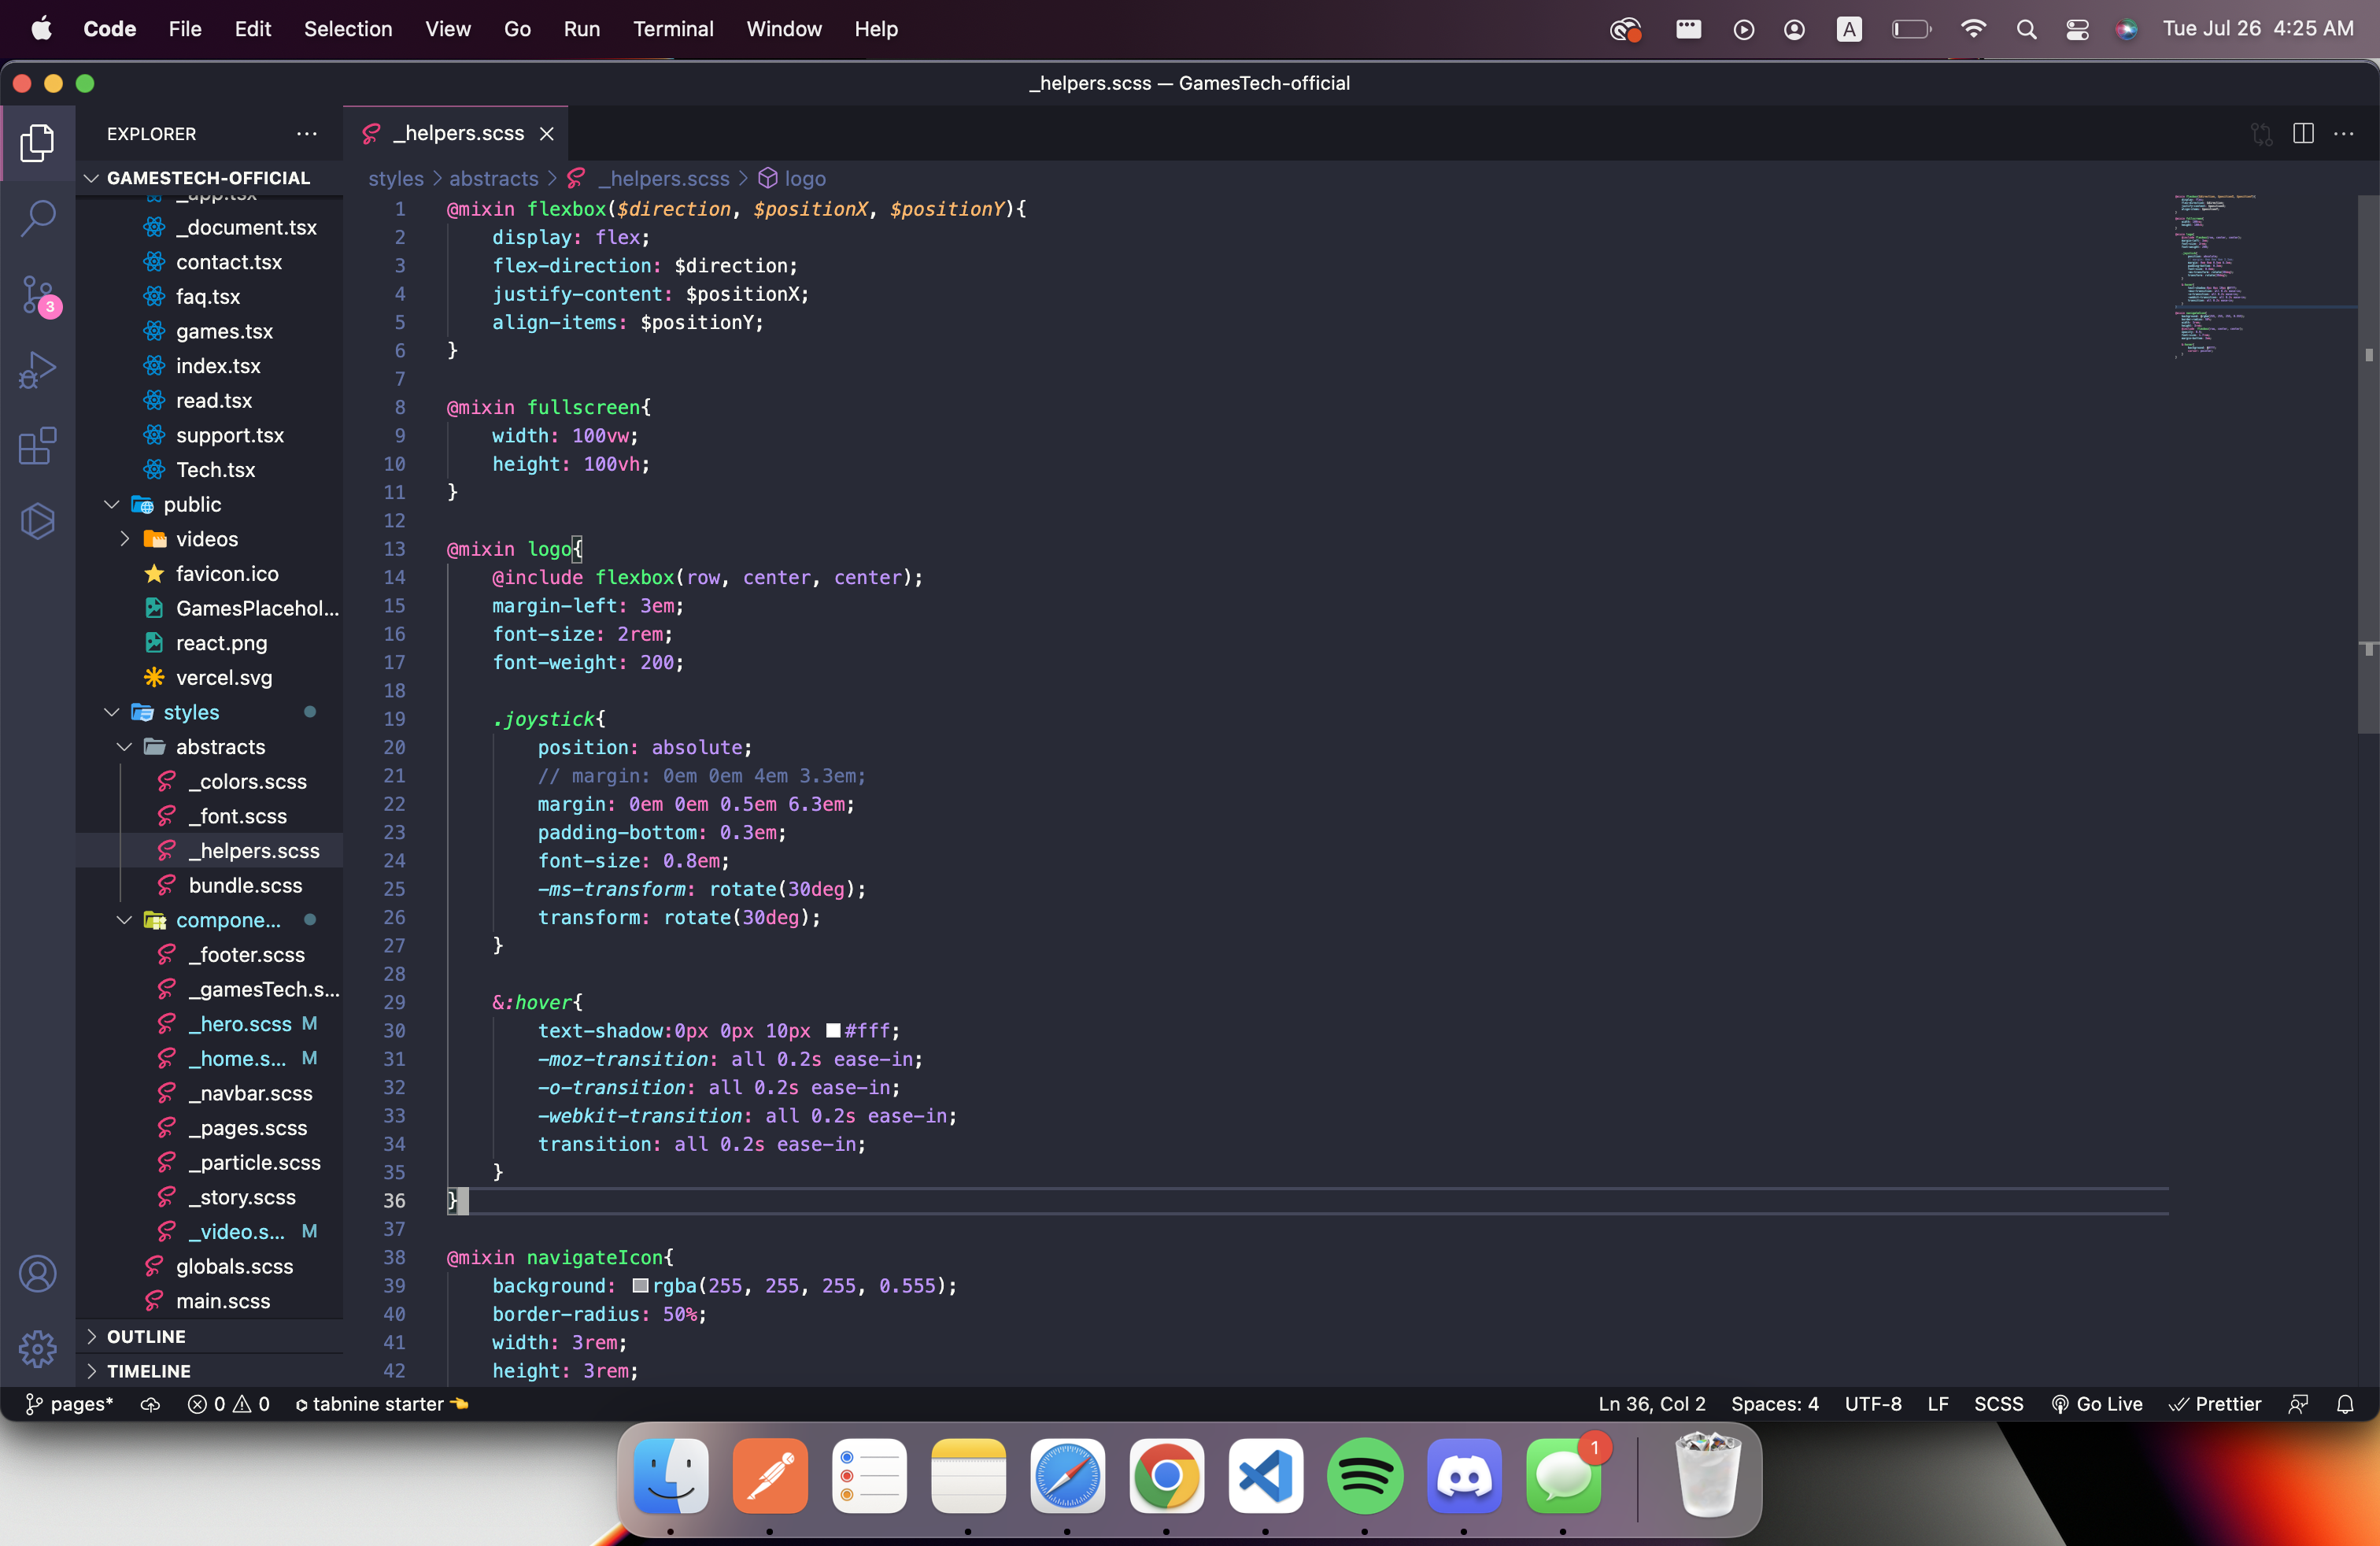 Code File Edit Selection View Go Run Terminal Window Help A Tue Jul 26 4:25 AM
_helpers.scss — GamesTech-official
EXPLORER ···
_helpers.scss
GAMESTECH-OFFICIAL
styles > abstracts > _helpers.scss > logo
_app.tsx
_document.tsx
contact.tsx
faq.tsx
games.tsx
index.tsx
read.tsx
support.tsx
Tech.tsx
public
videos
favicon.ico
GamesPlacehol...
react.png
vercel.svg
styles
abstracts
_colors.scss
_font.scss
_helpers.scss
bundle.scss
compone...
_footer.scss
_gamesTech.s...
_hero.scss M
_home.s... M
_navbar.scss
_pages.scss
_particle.scss
_story.scss
_video.s... M
globals.scss
main.scss
OUTLINE
TIMELINE
3
1 @mixin flexbox($direction, $positionX, $positionY){
2 display: flex;
3 flex-direction: $direction;
4 justify-content: $positionX;
5 align-items: $positionY;
6 }
7
8 @mixin fullscreen{
9 width: 100vw;
10 height: 100vh;
11 }
12
13 @mixin logo{
14 @include flexbox(row, center, center);
15 margin-left: 3em;
16 font-size: 2rem;
17 font-weight: 200;
18
19 .joystick{
20 position: absolute;
21 // margin: 0em 0em 4em 3.3em;
22 margin: 0em 0em 0.5em 6.3em;
23 padding-bottom: 0.3em;
24 font-size: 0.8em;
25 -ms-transform: rotate(30deg);
26 transform: rotate(30deg);
27 }
28
29 &:hover{
30 text-shadow:0px 0px 10px #fff;
31 -moz-transition: all 0.2s ease-in;
32 -o-transition: all 0.2s ease-in;
33 -webkit-transition: all 0.2s ease-in;
34 transition: all 0.2s ease-in;
35 }
36 }
37
38 @mixin navigateIcon{
39 background: rgba(255, 255, 255, 0.555);
40 border-radius: 50%;
41 width: 3rem;
42 height: 3rem;
pages* 0 0 tabnine starter Ln 36, Col 2 Spaces: 4 UTF-8 LF SCSS Go Live Prettier
1